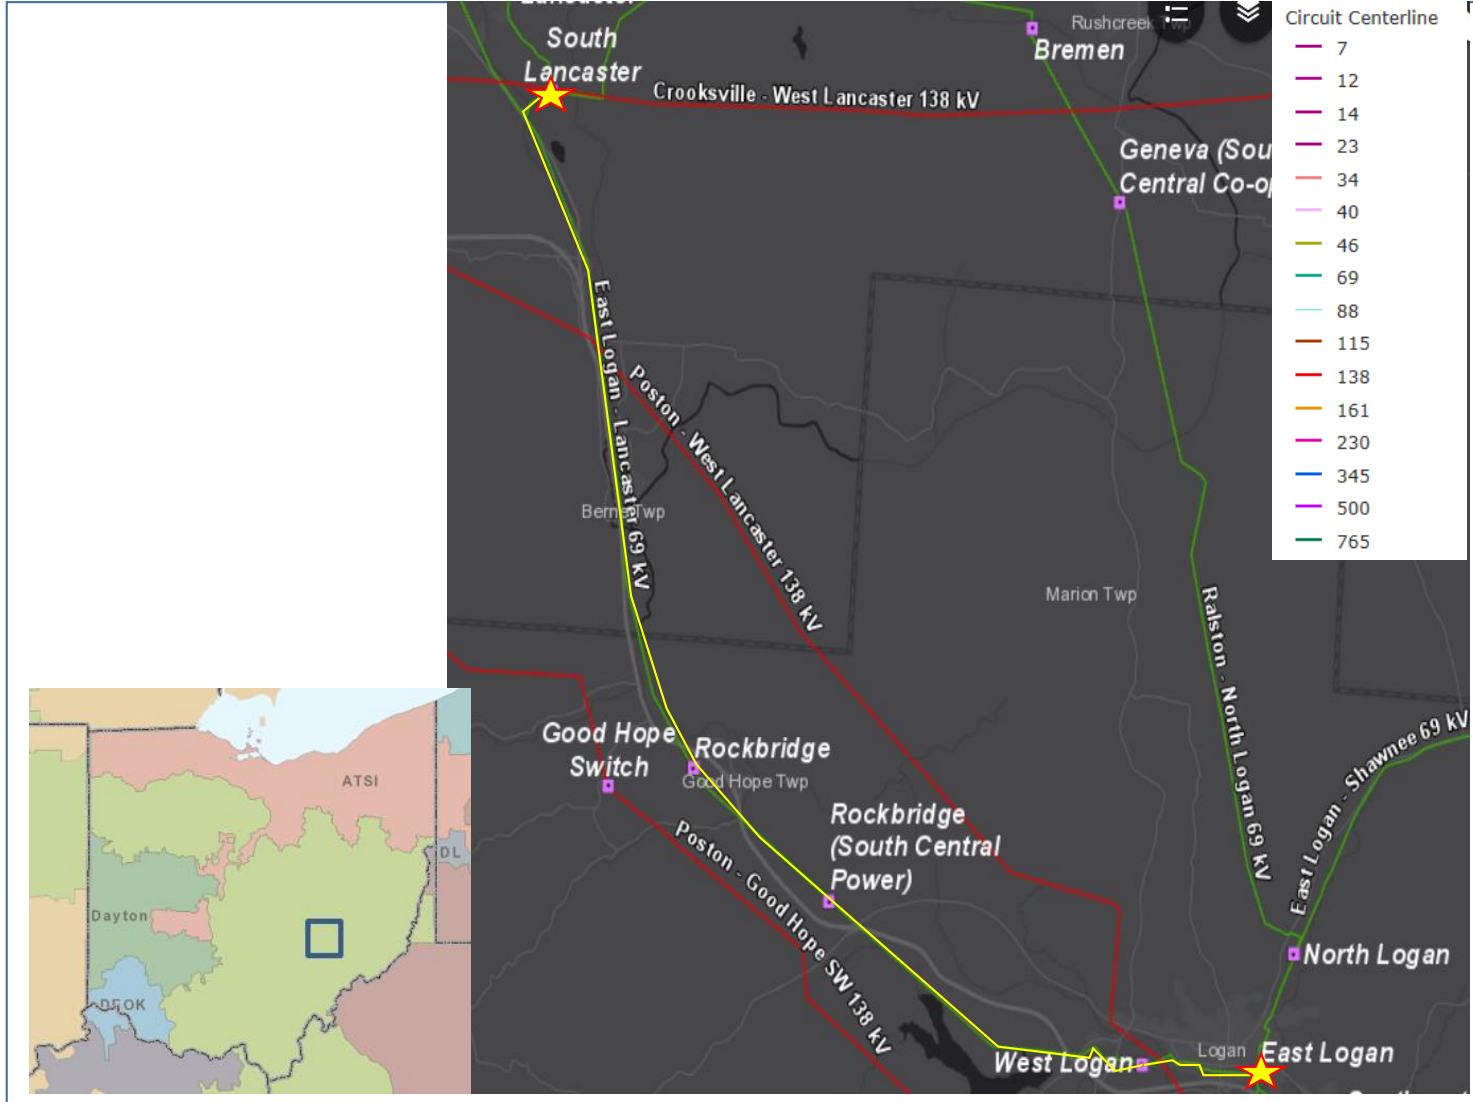 Lancaster
South
Lancaster
Crooksville - West Lancaster 138 kV
Rushcreek Twp
Bremen
Geneva (Sou
Central Co-op
East Logan - Lancaster 69 kV
Poston - West Lancaster 138 kV
Berne Twp
Marion Twp
Ralston - North Logan 69 kV
East Logan - Shawnee 69 kV
Good Hope
Switch
Rockbridge
Good Hope Twp
Rockbridge
(South Central
Power)
Poston - Good Hope SW 138 kV
North Logan
West Logan
Logan
East Logan
Circuit Centerline
7
12
14
23
34
40
46
69
88
115
138
161
230
345
500
765
ATSI
DL
Dayton
DEOK